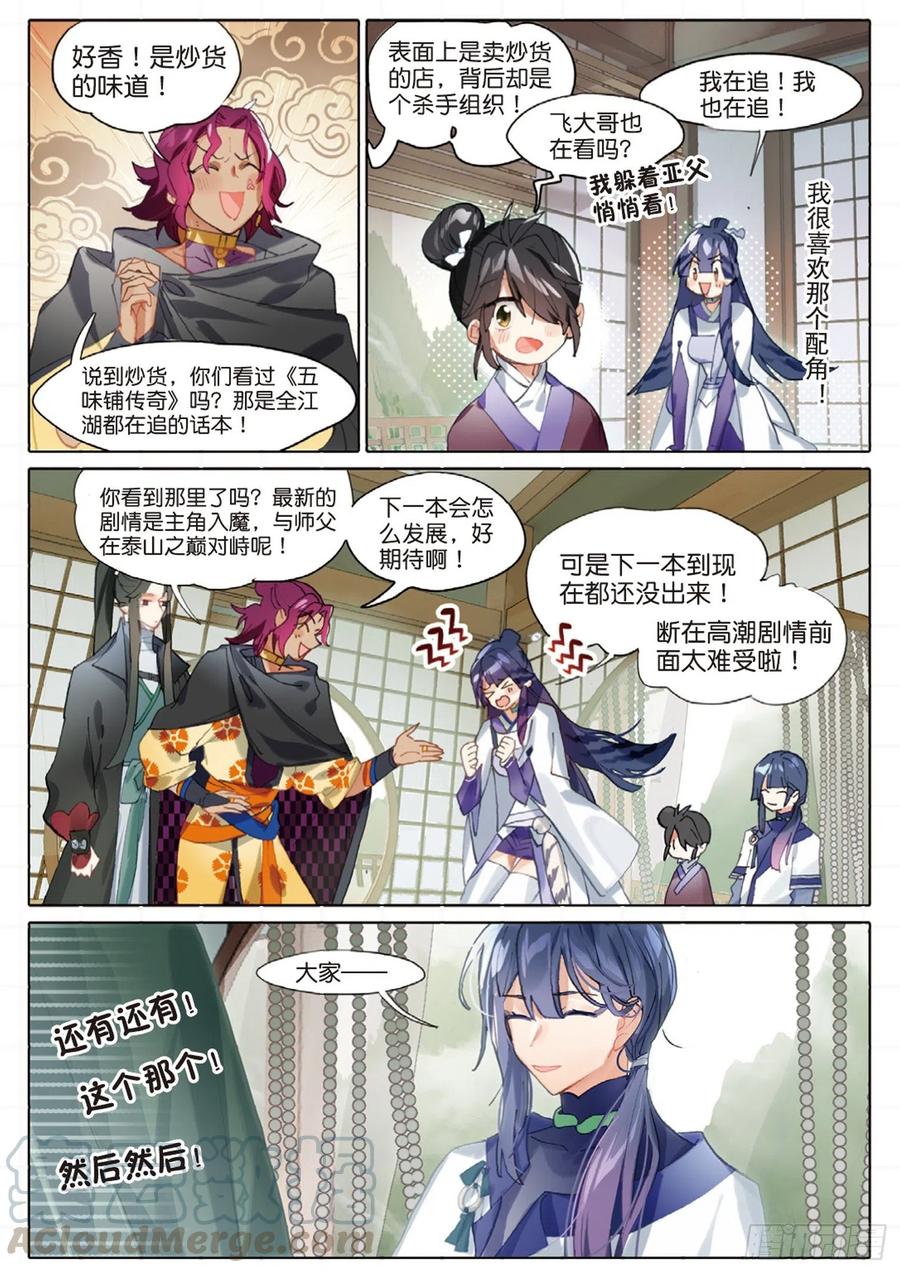 好香！是炒货
的味道！
说到炒货，你们看过《五
味铺传奇》吗？那是全江
湖都在追的话本！
表面上是卖炒货
的店，背后却是
个杀手组织！
飞大哥也
在看吗？
我在追！我
也在追！
我躲着亚父
悄悄看！
我很喜欢那个配角！
你看到那里了吗？最新的
剧情是主角入魔，与师父
在泰山之巅对峙呢！
下一本会怎
么发展，好
期待啊！
可是下一本到现
在都还没出来！
断在高潮剧情前
面太难受啦！
大家——
还有还有！
这个那个！
然后然后！
ACloudMerge.com
腾讯动漫